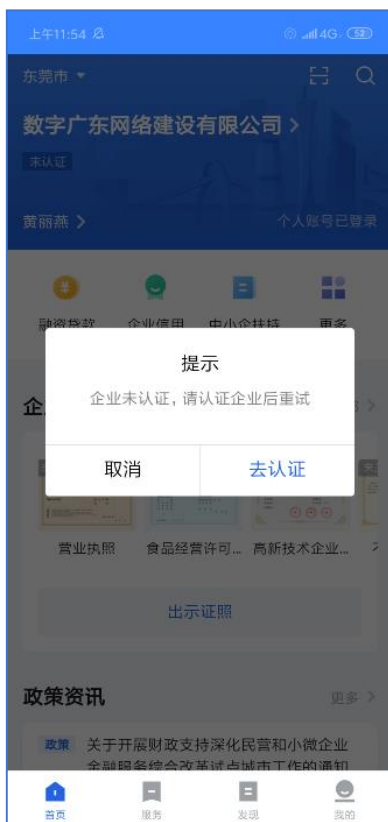 上午11:54
4G
52
东莞市
数字广东网络建设有限公司
未认证
黄丽燕
个人账号已登录
融资贷款 企业信用 中小企扶持 更多
企
提示
企业未认证，请认证企业后重试
取消 去认证
营业执照 食品经营许可... 高新技术企业...
出示证照
政策资讯 更多
政策 关于开展财政支持深化民营和小微企业
金融服务综合改革试点城市工作的通知
首页 服务 发现 我的